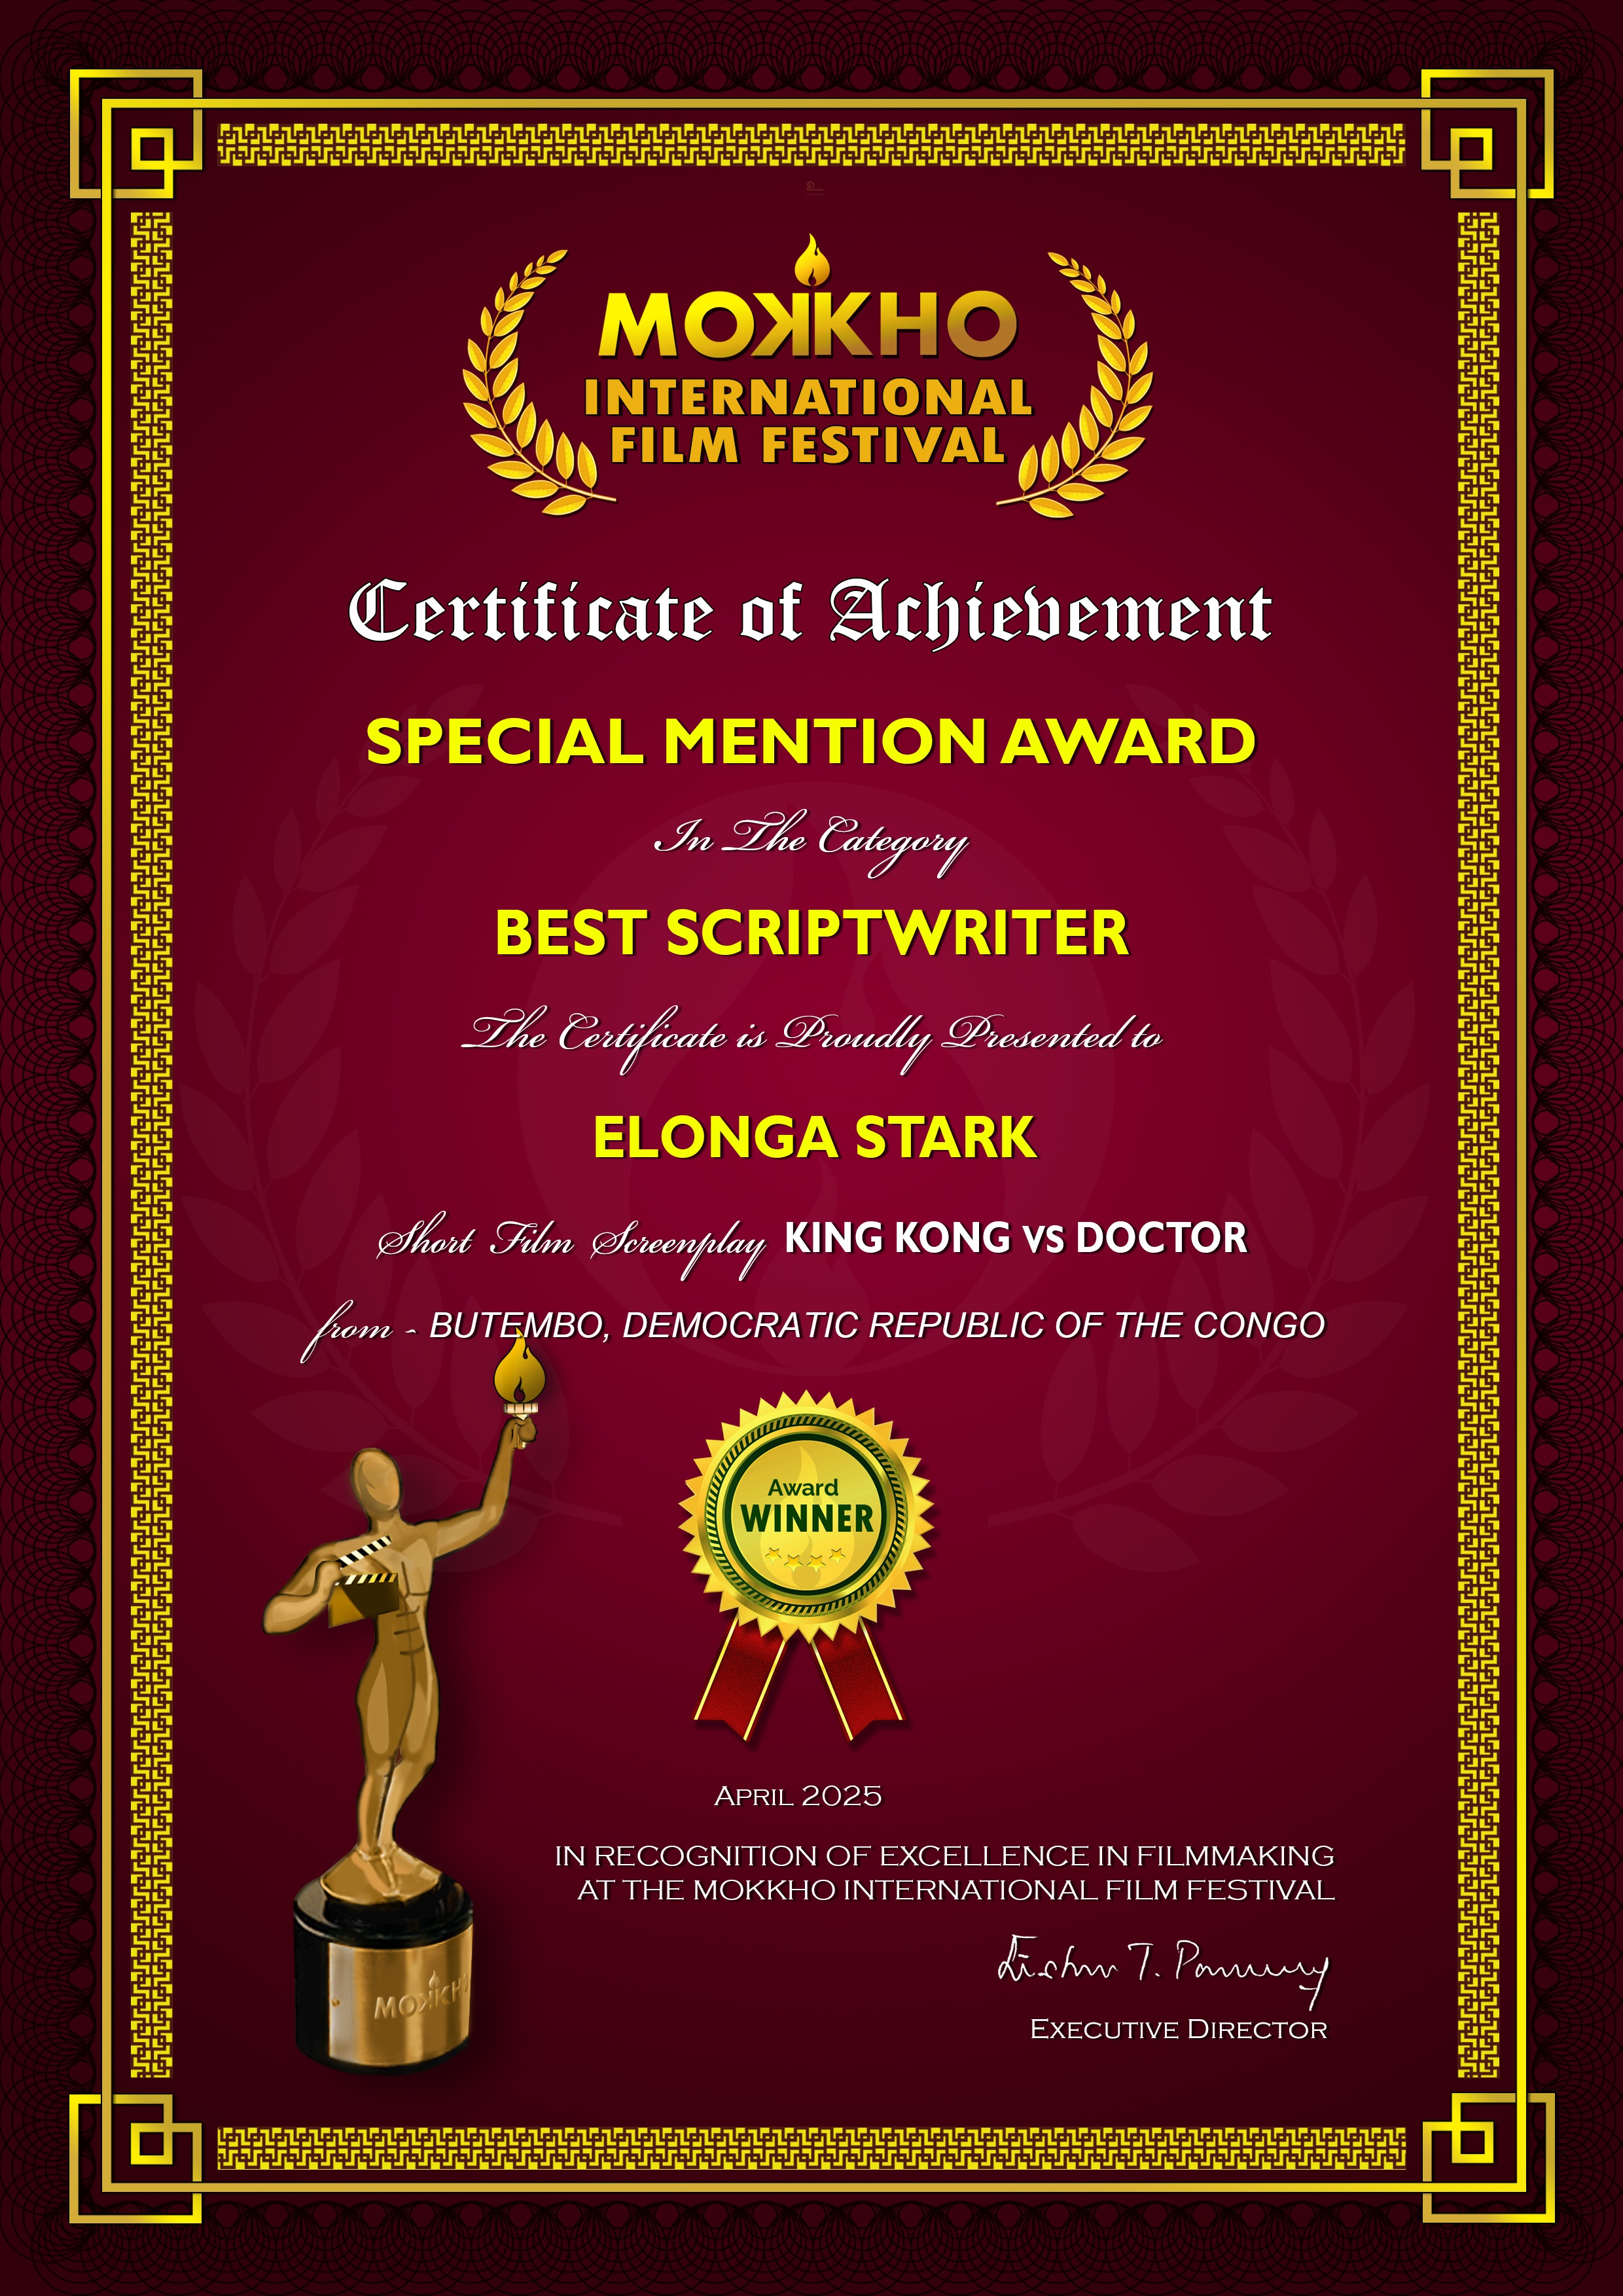 MOKKHO
INTERNATIONAL
FILM FESTIVAL
Certificate of Achievement
SPECIAL MENTION AWARD
In The Category
BEST SCRIPTWRITER
The Certificate is Proudly Presented to
ELONGA STARK
Short Film Screenplay KING KONG VS DOCTOR
from - BUTEMBO, DEMOCRATIC REPUBLIC OF THE CONGO
Award
WINNER
APRIL 2025
IN RECOGNITION OF EXCELLENCE IN FILMMAKING
AT THE MOKKHO INTERNATIONAL FILM FESTIVAL
T.
EXECUTIVE DIRECTOR
MOKKH